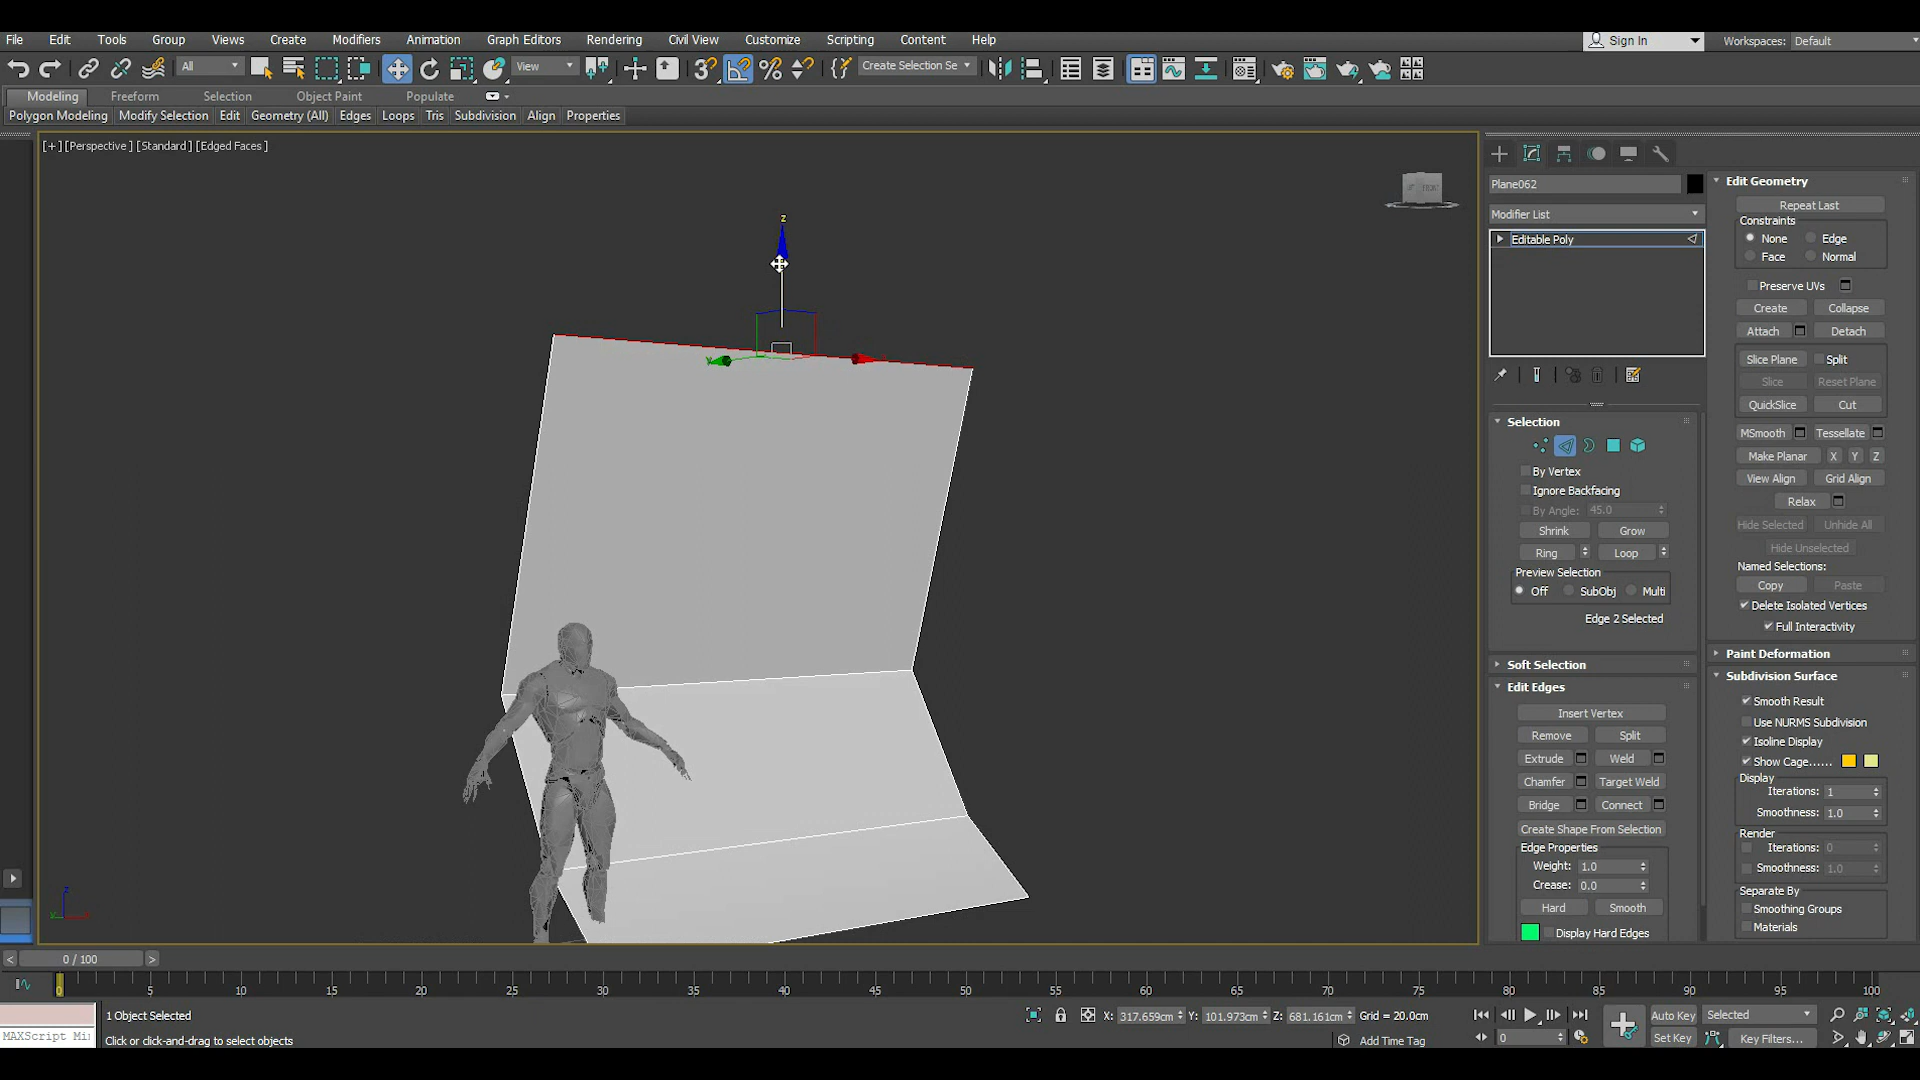 File Edit Tools Group Views Create Modifiers Animation Graph Editors Rendering Civil View Customize Scripting Content Help
Sign In Workspaces: Default
All View Create Selection Se
Modeling Freeform Selection Object Paint Populate
Polygon Modeling Modify Selection Edit Geometry (All) Edges Loops Tris Subdivision Align Properties
[+] [Perspective ] [Standard ] [Edged Faces ]
FRONT
z
y
Plane062
Modifier List
Editable Poly
Selection
By Vertex
Ignore Backfacing
By Angle: 45.0
Shrink Grow
Ring Loop
Preview Selection
Off SubObj Multi
Edge 2 Selected
Soft Selection
Edit Edges
Insert Vertex
Remove Split
Extrude Weld
Chamfer Target Weld
Bridge Connect
Create Shape From Selection
Edge Properties
Weight: 1.0
Crease: 0.0
Hard Smooth
Display Hard Edges
Edit Geometry
Repeat Last
Constraints
None Edge
Face Normal
Preserve UVs
Create Collapse
Attach Detach
Slice Plane Split
Slice Reset Plane
QuickSlice Cut
MSmooth Tessellate
Make Planar X Y Z
View Align Grid Align
Relax
Hide Selected Unhide All
Hide Unselected
Named Selections:
Copy Paste
Delete Isolated Vertices
Full Interactivity
Paint Deformation
Subdivision Surface
Smooth Result
Use NURMS Subdivision
Isoline Display
Show Cage......
Display
Iterations: 1
Smoothness: 1.0
Render
Iterations: 0
Smoothness: 1.0
Separate By
Smoothing Groups
Materials
< 0 / 100 >
0 5 10 15 20 25 30 35 40 45 50 55 60 65 70 75 80 85 90 95 100
1 Object Selected
MAXScript Mi
Click or click-and-drag to select objects
X: 317.659cm Y: 101.973cm Z: 681.161cm Grid = 20.0cm
Add Time Tag
0
Auto Key Selected
Set Key Key Filters...